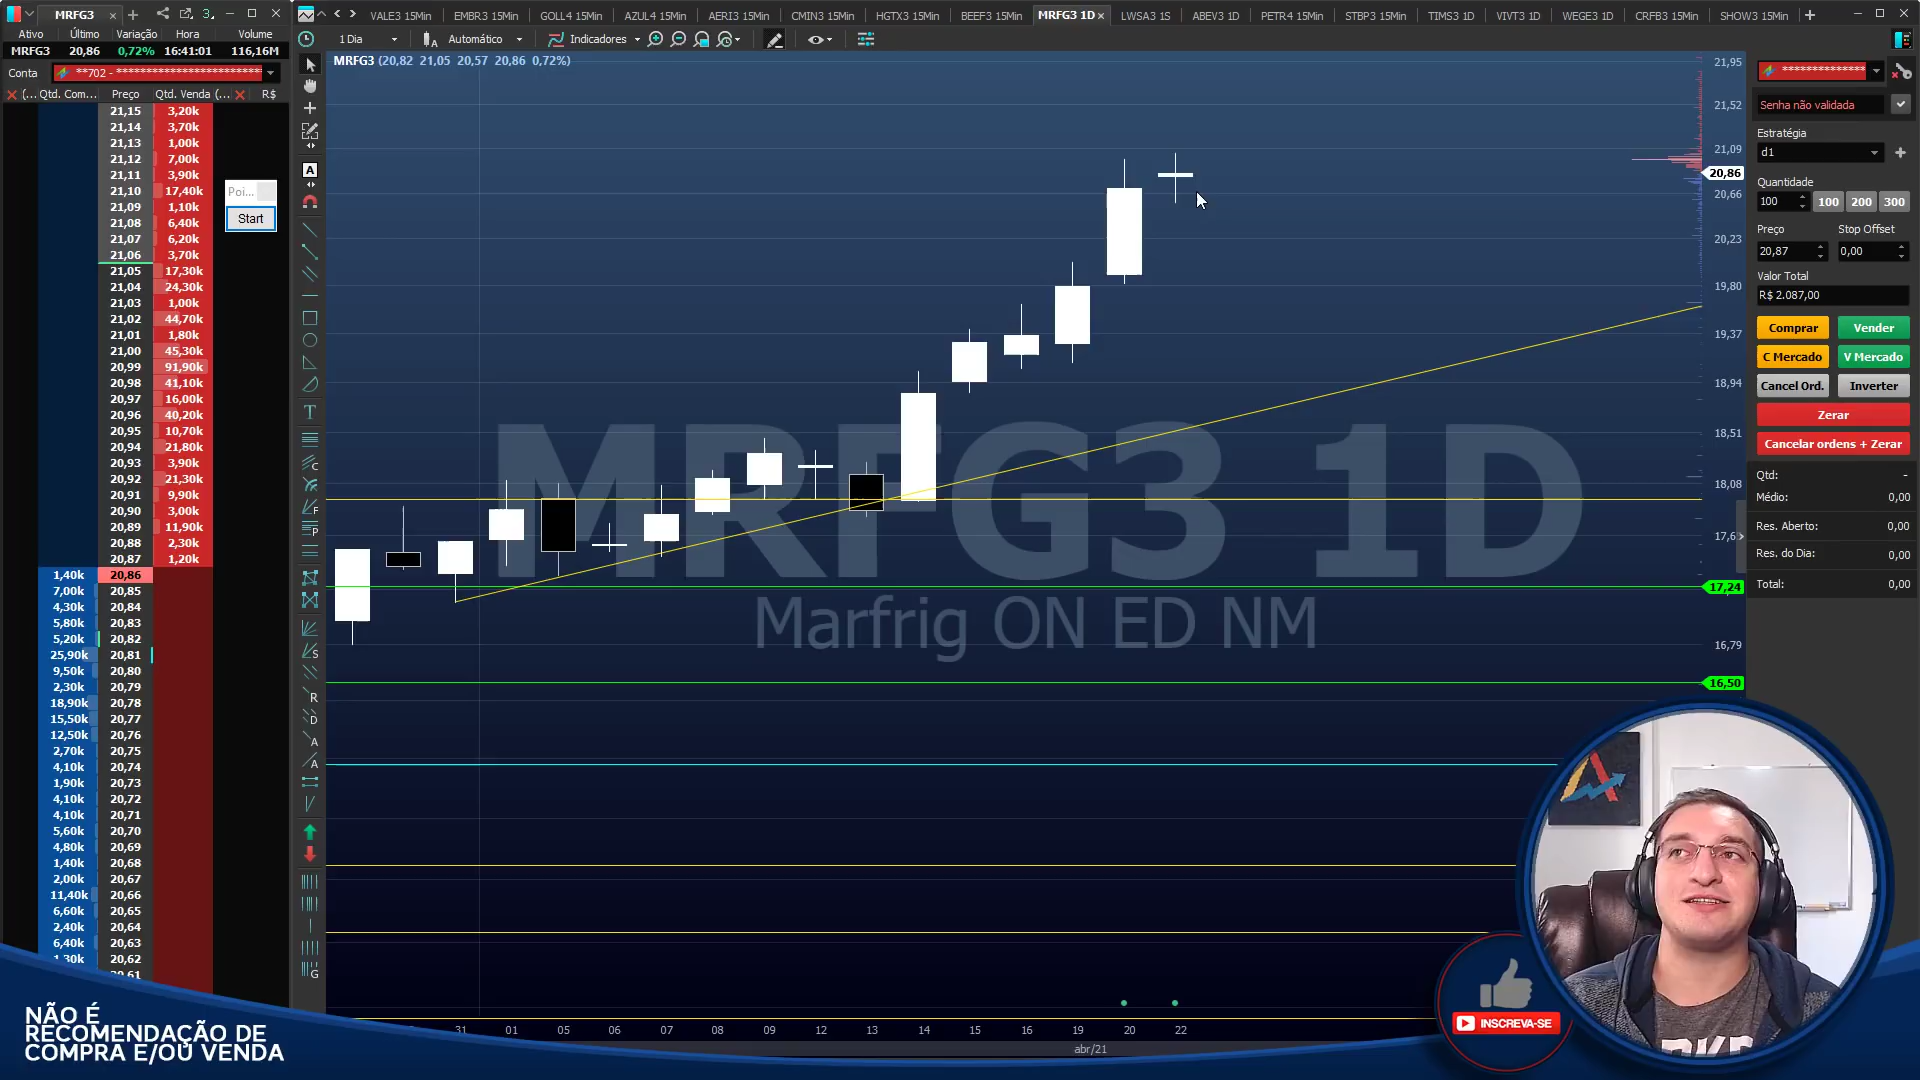 MRFG3
VALE3 15Min
EMBR3 15Min
GOLL4 15Min
AZUL4 15Min
AERI3 15Min
CMIN3 15Min
HGTX3 15Min
BEEF3 15Min
MRFG3 1D
LWSA3 1S
ABEV3 1D
PETR4 15Min
STBP3 15Min
TIMS3 1D
VIVT3 1D
WEGE3 1D
CRFB3 15Min
SHOW3 15Min
Ativo Último Variação Hora Volume
MRFG3 20,86 0,72% 16:41:01 116,16M
Conta **702 - **************************
(... Qtd. Com... Preço Qtd. Venda (... R$
21,15 3,20k
21,14 3,70k
21,13 1,00k
21,12 7,00k
21,11 3,90k
21,10 17,40k
21,09 1,10k
21,08 6,40k
21,07 6,20k
21,06 3,70k
21,05 17,30k
21,04 24,30k
21,03 1,00k
21,02 44,70k
21,01 1,80k
21,00 45,30k
20,99 91,90k
20,98 41,10k
20,97 16,00k
20,96 40,20k
20,95 10,70k
20,94 21,80k
20,93 3,90k
20,92 21,30k
20,91 9,90k
20,90 3,00k
20,89 11,90k
20,88 2,30k
20,87 1,20k
1,40k 20,86
7,00k 20,85
4,30k 20,84
5,80k 20,83
5,20k 20,82
25,90k 20,81
9,50k 20,80
2,30k 20,79
18,90k 20,78
15,50k 20,77
12,50k 20,76
2,70k 20,75
4,10k 20,74
1,90k 20,73
4,10k 20,72
4,10k 20,71
5,60k 20,70
4,80k 20,69
1,40k 20,68
2,00k 20,67
11,40k 20,66
6,60k 20,65
2,40k 20,64
6,40k 20,63
1,30k 20,62
20,61
Poi...
Start
1 Dia
Automático
Indicadores
MRFG3 (20,82 21,05 20,57 20,86 0,72%)
MRFG3 1D
Marfrig ON ED NM
21,95
21,52
21,09
20,86
20,66
20,23
19,80
19,37
18,94
18,51
18,08
17,6
17,24
16,79
16,50
31 01 05 06 07 08 09 12 13 14 15 16 19 20 22
abr/21
**************
Senha não validada
Estratégia
d1
Quantidade
100 100 200 300
Preço Stop Offset
20,87 0,00
Valor Total
R$ 2.087,00
Comprar Vender
C Mercado V Mercado
Cancel Ord. Inverter
Zerar
Cancelar ordens + Zerar
Qtd: -
Médio: 0,00
Res. Aberto: 0,00
Res. do Dia: 0,00
Total: 0,00
NÃO É
RECOMENDAÇÃO DE
COMPRA E/OU VENDA
INSCREVA-SE